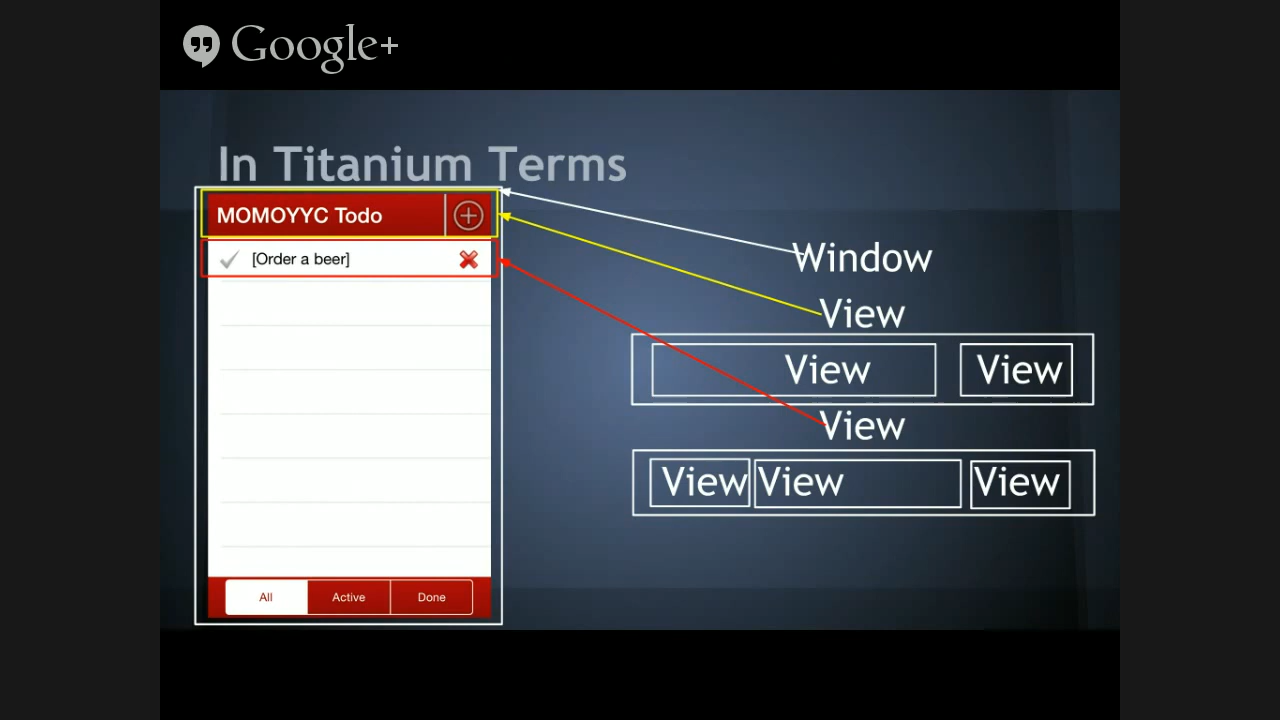 Google+
In Titanium Terms
MOMOYYC Todo
[Order a beer]
All Active Done
Window
View
View View
View
View View View